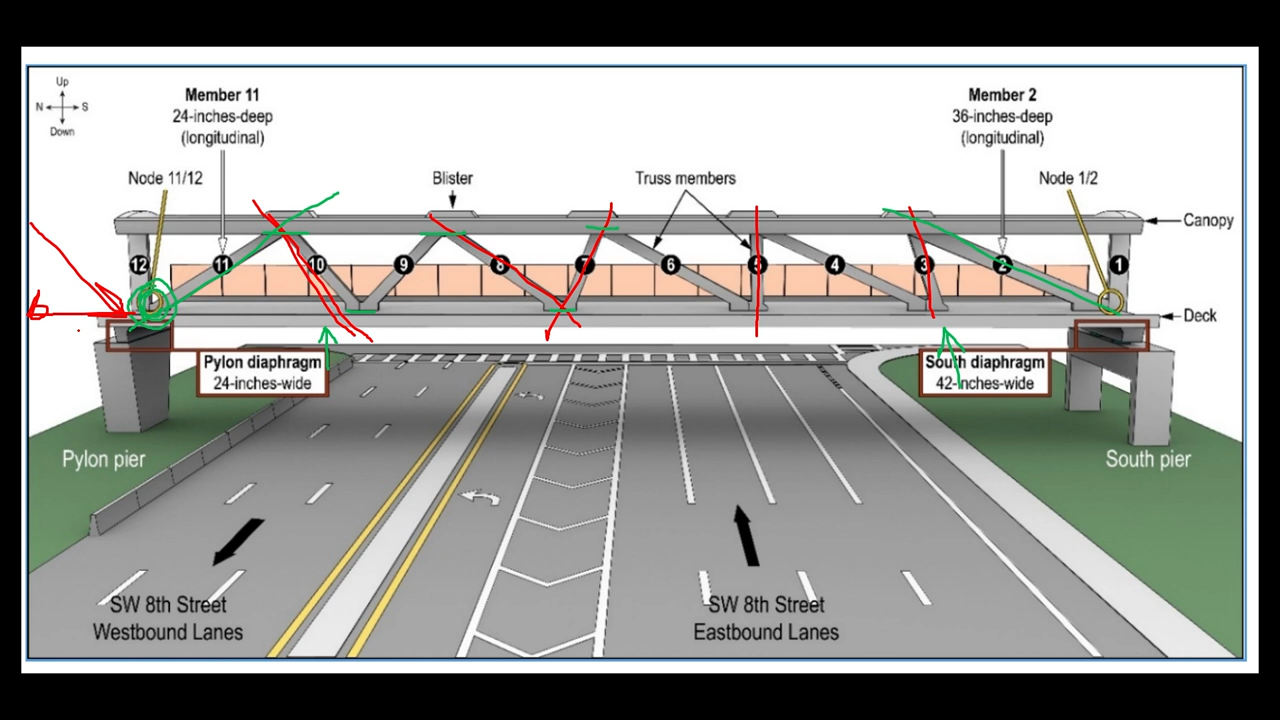 Up
N S
Down
Member 11
24-inches-deep
(longitudinal)
Member 2
36-inches-deep
(longitudinal)
Node 11/12
Blister
Truss members
Node 1/2
Canopy
12 11 10 9 8 7 6 5 4 3 2 1
6
Deck
Pylon diaphragm
24-inches-wide
South diaphragm
42-inches-wide
Pylon pier
South pier
SW 8th Street
Westbound Lanes
SW 8th Street
Eastbound Lanes